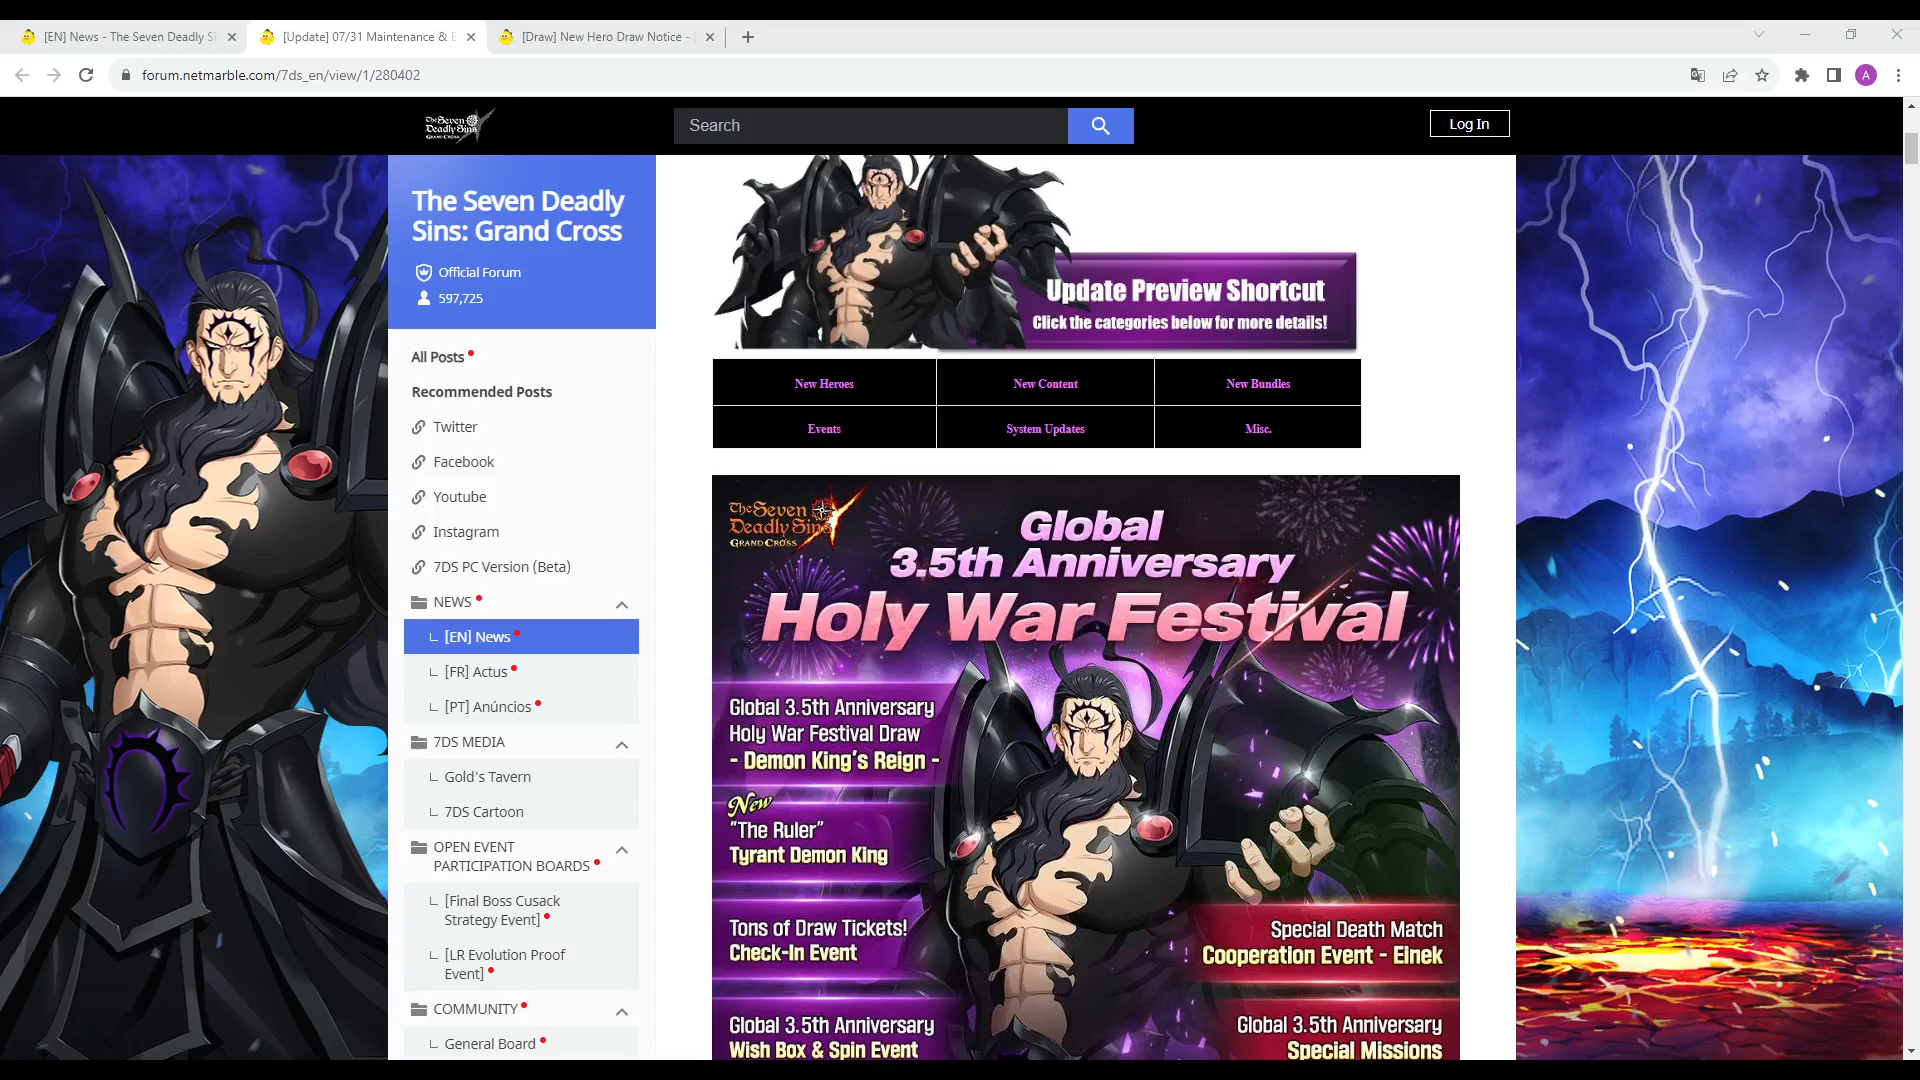 [EN] News - The Seven Deadly Si
[Update] 07/31 Maintenance & E
[Draw] New Hero Draw Notice -
forum.netmarble.com/7ds_en/view/1/280402
A
The Seven
Deadly Sins
GRAND CROSS
Search
Log In
The Seven Deadly
Sins: Grand Cross
Official Forum
597,725
All Posts
Recommended Posts
Twitter
Facebook
Youtube
Instagram
7DS PC Version (Beta)
NEWS
[EN] News
[FR] Actus
[PT] Anúncios
7DS MEDIA
Gold's Tavern
7DS Cartoon
OPEN EVENT
PARTICIPATION BOARDS
[Final Boss Cusack
Strategy Event]
[LR Evolution Proof
Event]
COMMUNITY
General Board
Update Preview Shortcut
Click the categories below for more details!
New Heroes
New Content
New Bundles
Events
System Updates
Misc.
The Seven
Deadly Sins
GRAND CROSS
Global
3.5th Anniversary
Holy War Festival
Global 3.5th Anniversary
Holy War Festival Draw
- Demon King's Reign -
New
"The Ruler"
Tyrant Demon King
Tons of Draw Tickets!
Check-In Event
Special Death Match
Cooperation Event - Einek
Global 3.5th Anniversary
Wish Box & Spin Event
Global 3.5th Anniversary
Special Missions